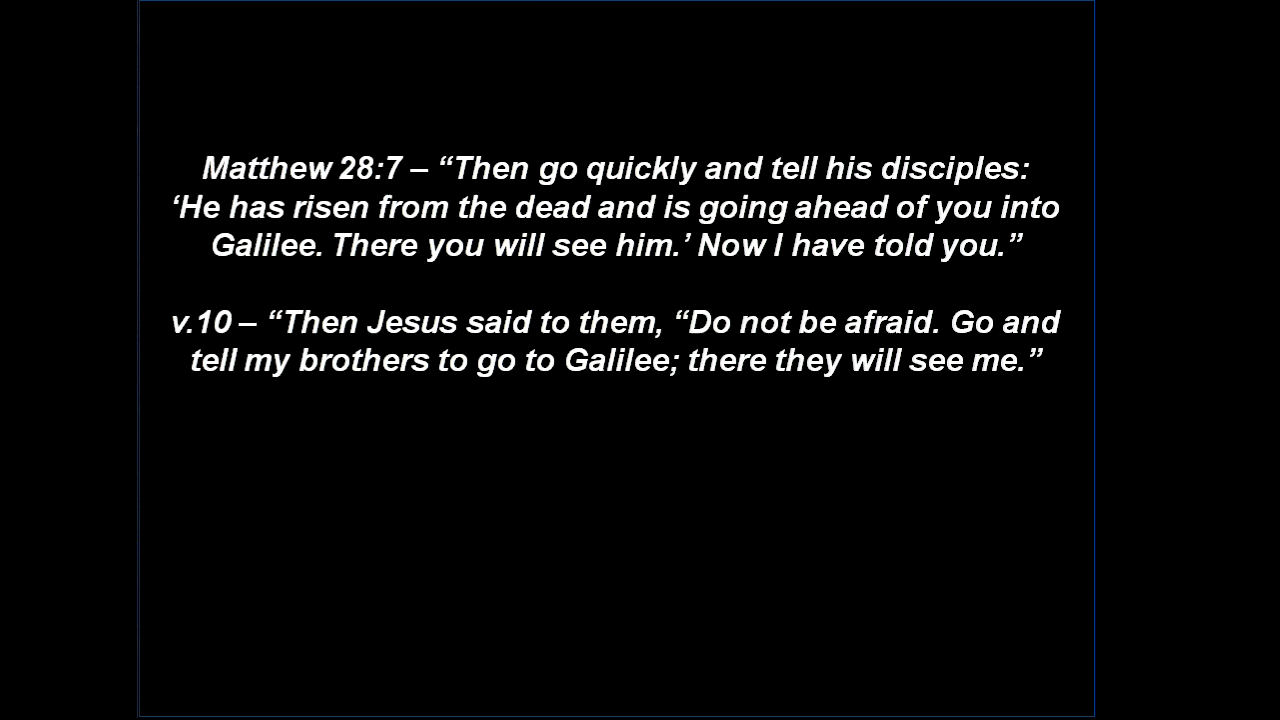 Matthew 28:7 – “Then go quickly and tell his disciples:
‘He has risen from the dead and is going ahead of you into
Galilee. There you will see him.’ Now I have told you.”
v.10 – “Then Jesus said to them, “Do not be afraid. Go and
tell my brothers to go to Galilee; there they will see me.”